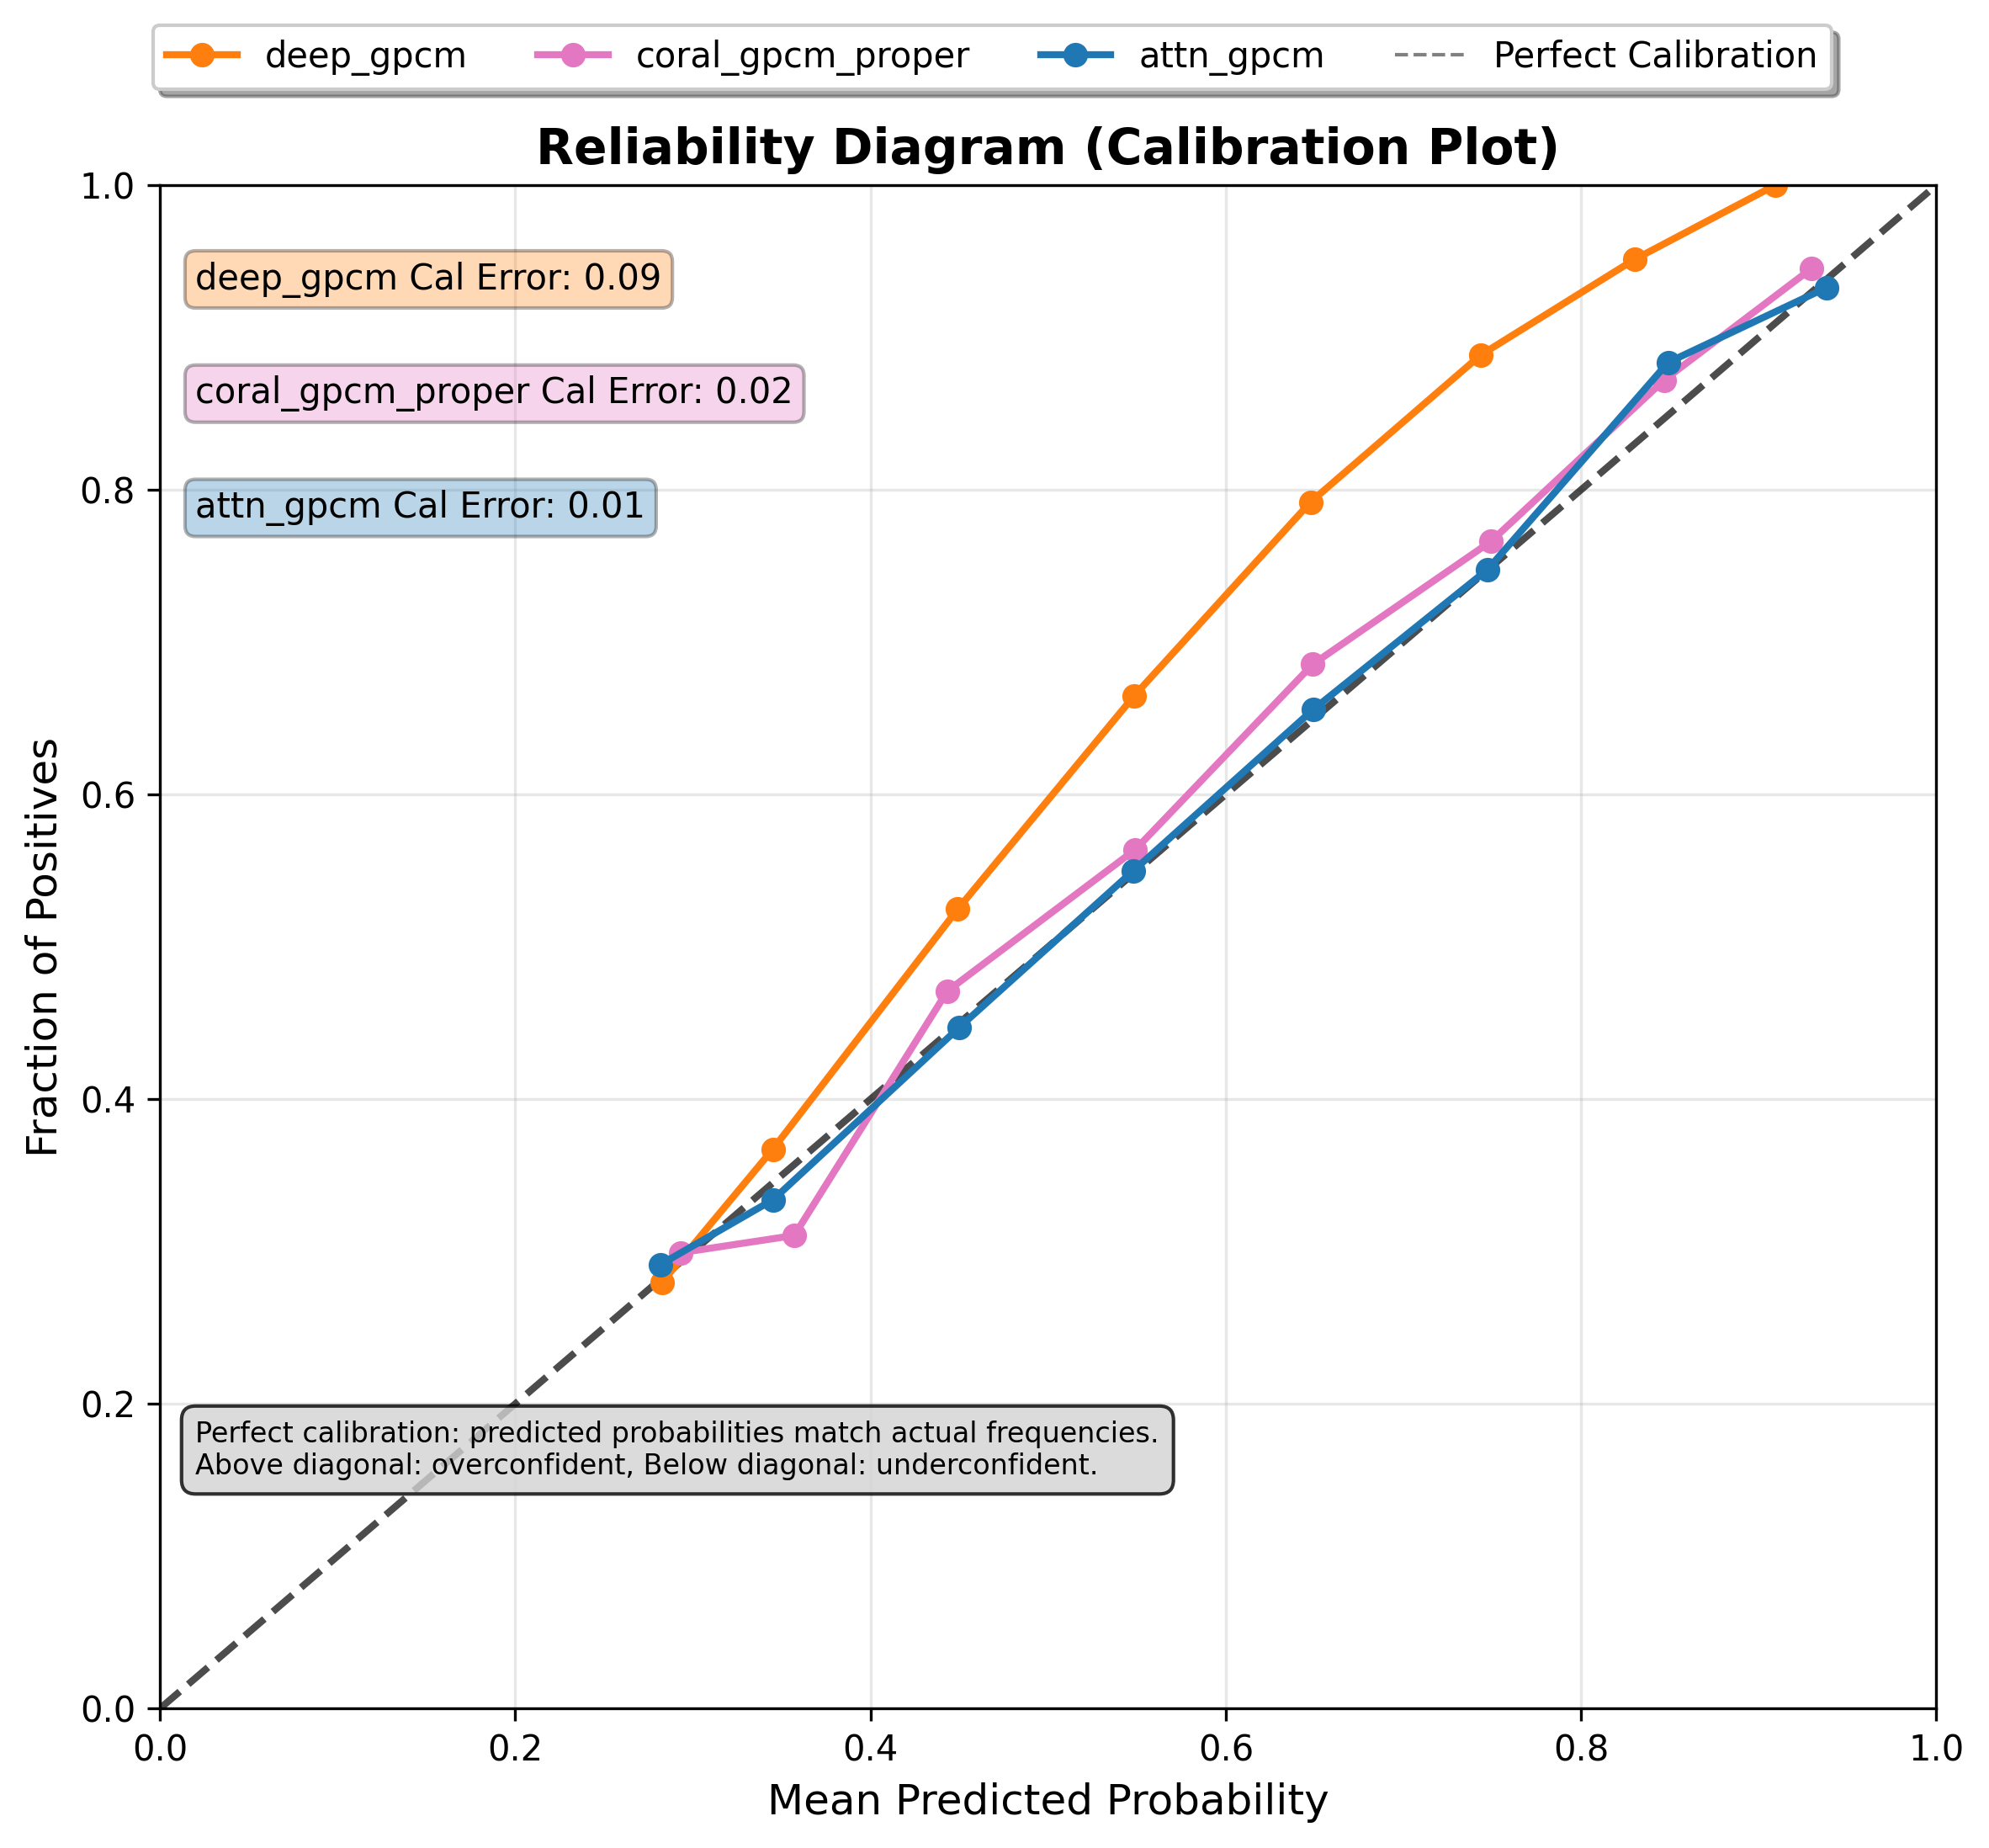 deep_gpcm coral_gpcm_proper attn_gpcm Perfect Calibration
Reliability Diagram (Calibration Plot)
1.0
0.8
0.6
0.4
0.2
0.0
Fraction of Positives
deep_gpcm Cal Error: 0.09
coral_gpcm_proper Cal Error: 0.02
attn_gpcm Cal Error: 0.01
Perfect calibration: predicted probabilities match actual frequencies.
Above diagonal: overconfident, Below diagonal: underconfident.
0.0 0.2 0.4 0.6 0.8 1.0
Mean Predicted Probability